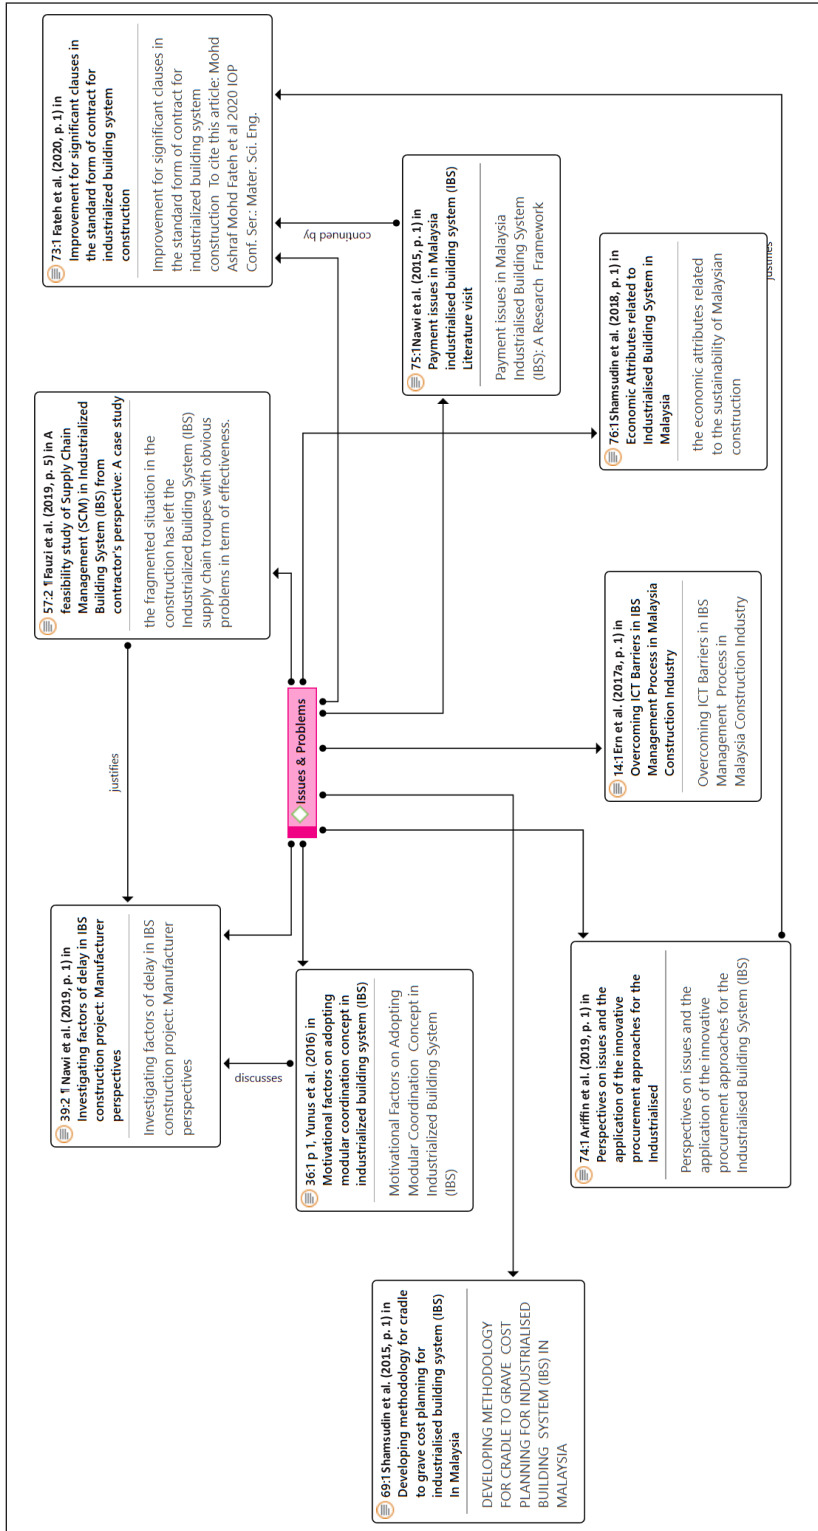 39:2 ¶ Nawi et al. (2019, p. 1) in
Investigating factors of delay in IBS
construction project: Manufacturer
perspectives
Investigating factors of delay in IBS
construction project: Manufacturer
perspectives
justifies
57:2 ¶ Fauzi et al. (2019, p. 5) in A
feasibility study of Supply Chain
Management (SCM) in Industrialized
Building System (IBS) from
contractor's perspective: A case study
the fragmented situation in the
construction has left the
Industrialized Building System (IBS)
supply chain troupes with obvious
problems in term of effectiveness.
73:1 Fateh et al. (2020, p. 1) in
Improvement for significant clauses in
the standard form of contract for
industrialized building system
construction
Improvement for significant clauses in
the standard form of contract for
industrialized building system
construction To cite this article: Mohd
Ashraf Mohd Fateh et al 2020 IOP
Conf. Ser.: Mater. Sci. Eng.
discusses
Issues & Problems
continued by
36:1 p 1, Yunus et al. (2016) in
Motivational factors on adopting
modular coordination concept in
industrialized building system (IBS)
Motivational Factors on Adopting
Modular Coordination Concept in
Industrialized Building System
(IBS)
69:1 Shamsudin et al. (2015, p. 1) in
Developing methodology for cradle
to grave cost planning for
industrialised building system (IBS)
In Malaysia
DEVELOPING METHODOLOGY
FOR CRADLE TO GRAVE COST
PLANNING FOR INDUSTRIALISED
BUILDING SYSTEM (IBS) IN
MALAYSIA
75:1 Nawi et al. (2015, p. 1) in
Payment issues in Malaysia
industrialised building system (IBS)
Literature visit
Payment issues in Malaysia
Industrialised Building System
(IBS): A Research Framework
74:1 Ariffin et al. (2019, p. 1) in
Perspectives on issues and the
application of the innovative
procurement approaches for the
Industrialised
Perspectives on issues and the
application of the innovative
procurement approaches for the
Industrialised Building System (IBS)
14:1 Ern et al. (2017a, p. 1) in
Overcoming ICT Barriers in IBS
Management Process in Malaysia
Construction Industry
Overcoming ICT Barriers in IBS
Management Process in
Malaysia Construction Industry
76:1 Shamsudin et al. (2018, p. 1) in
Economic Attributes related to
Industrialised Building System in
Malaysia
the economic attributes related
to the sustainability of Malaysian
construction
justifies